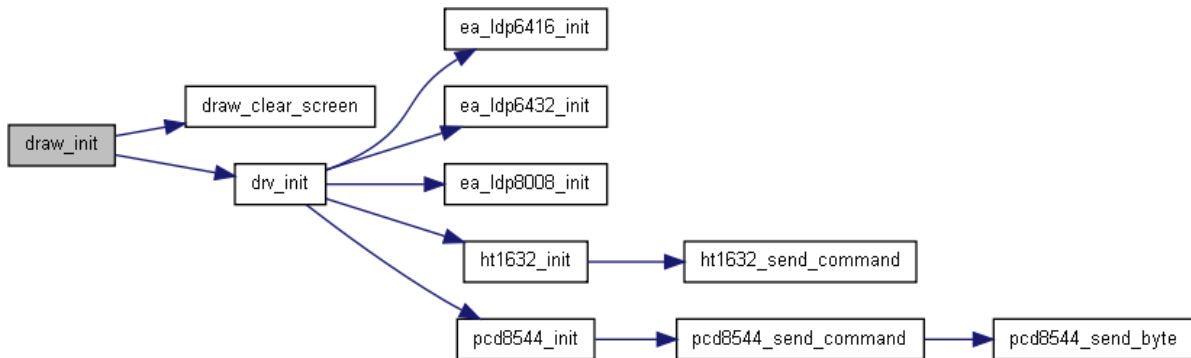 ea_ldp6416_init
draw_clear_screen
ea_ldp6432_init
draw_init
drv_init
ea_ldp8008_init
ht1632_init
ht1632_send_command
pcd8544_init
pcd8544_send_command
pcd8544_send_byte